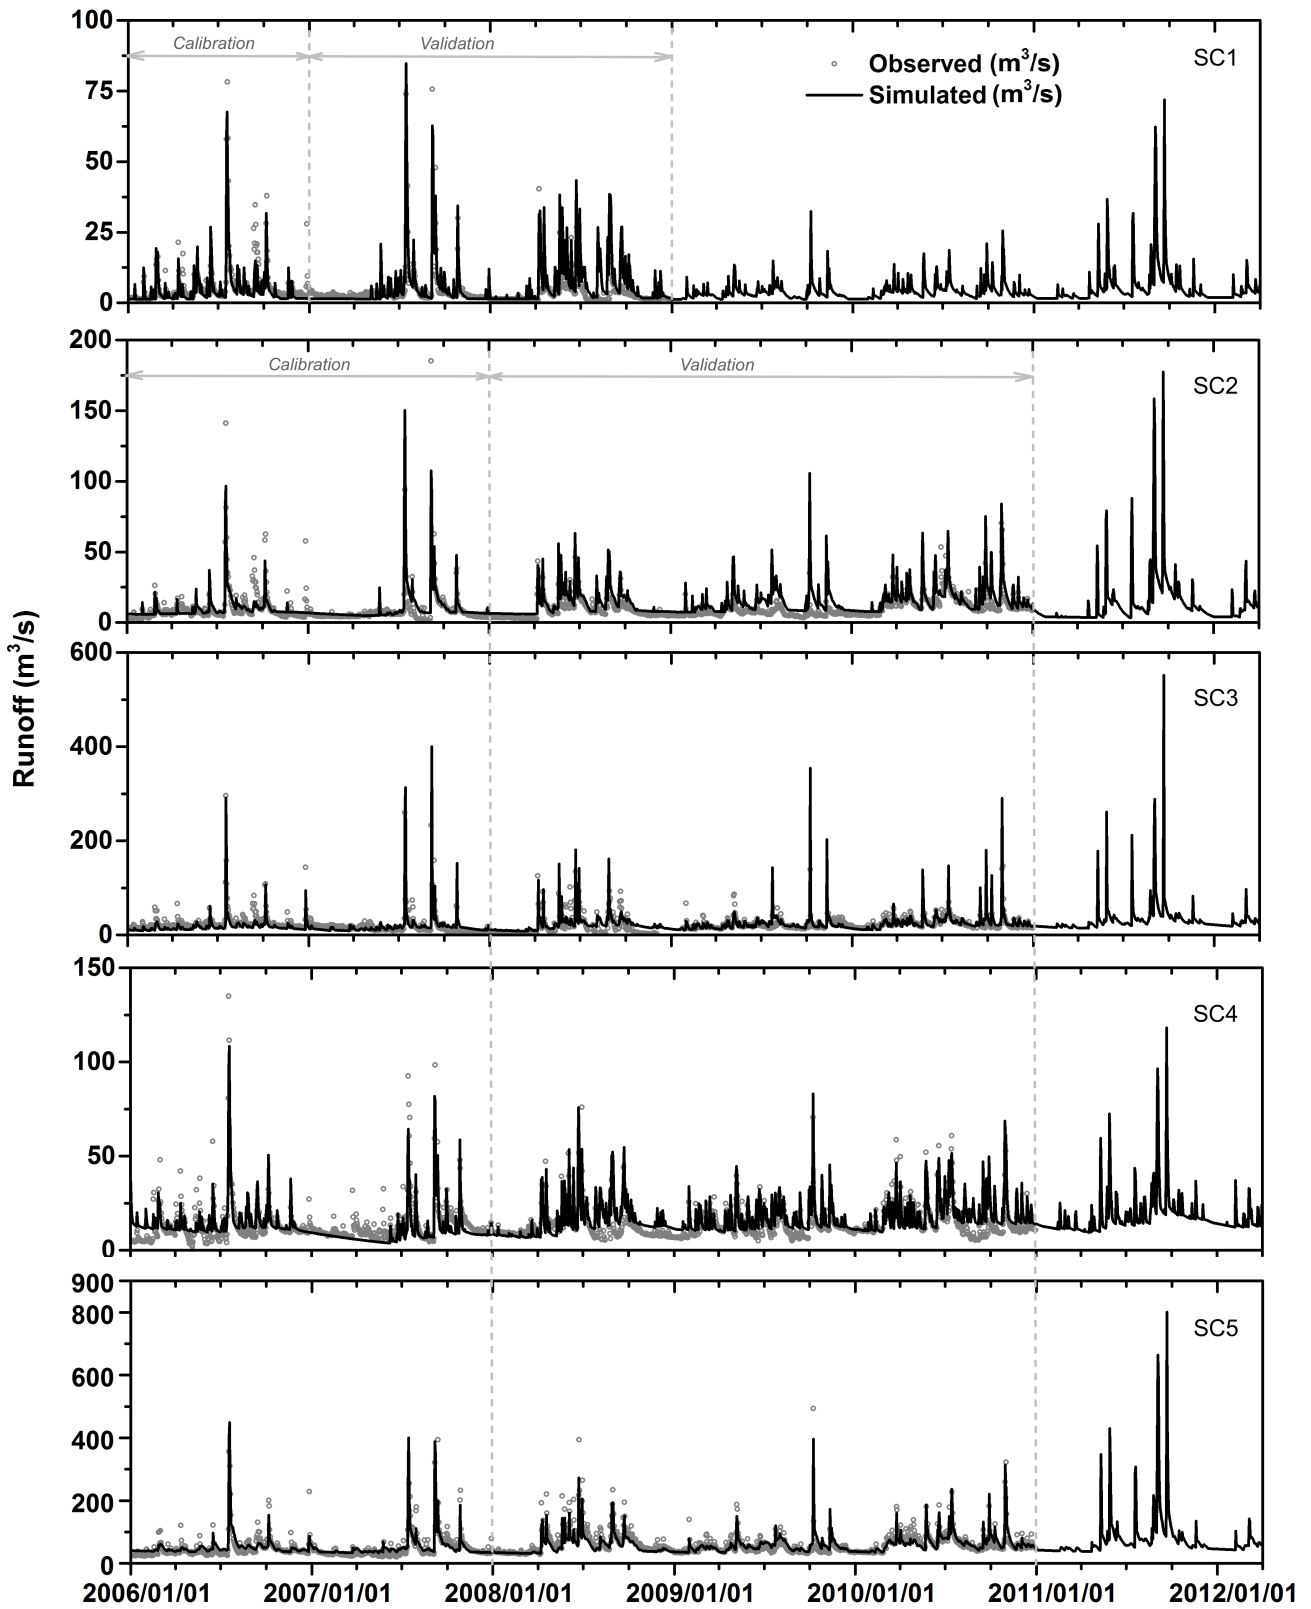 Runoff (m³/s)
100
75
50
25
0
Calibration
Validation
Observed (m³/s)
Simulated (m³/s)
SC1
200
150
100
50
0
Calibration
Validation
SC2
600
400
200
0
SC3
150
100
50
0
SC4
900
800
600
400
200
0
SC5
2006/01/01 2007/01/01 2008/01/01 2009/01/01 2010/01/01 2011/01/01 2012/01/01